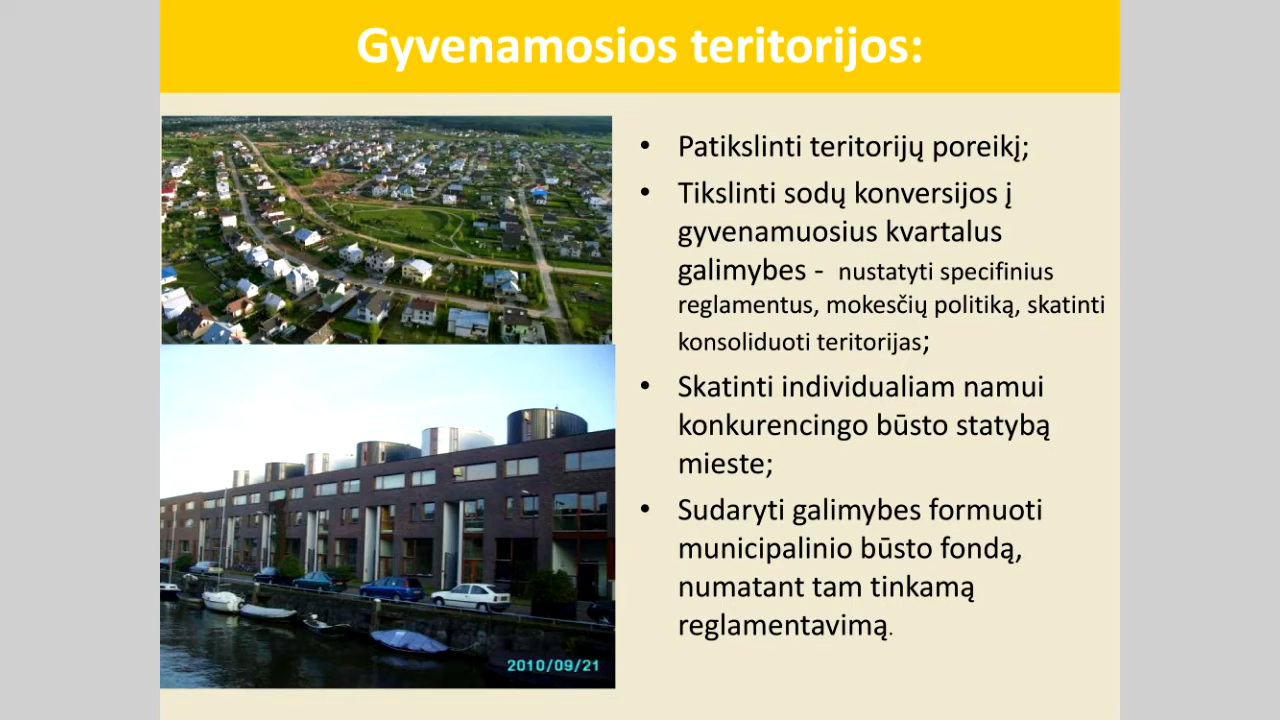 Gyvenamosios teritorijos:
• Patikslinti teritorijų poreikį;
• Tikslinti sodų konversijos į
gyvenamuosius kvartalus
galimybes - nustatyti specifinius
reglamentus, mokesčių politiką, skatinti
konsoliduoti teritorijas;
• Skatinti individualiam namui
konkurencingo būsto statybą
mieste;
• Sudaryti galimybes formuoti
municipalinio būsto fondą,
numatant tam tinkamą
reglamentavimą.
2010/09/21